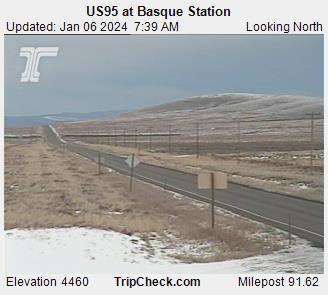 US95 at Basque Station
Updated: Jan 06 2024 7:39 AM Looking North
Elevation 4460 TripCheck.com Milepost 91.62